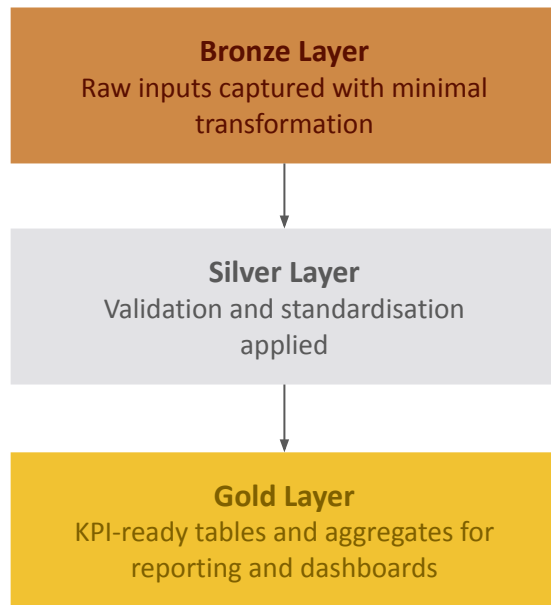 Bronze Layer
Raw inputs captured with minimal
transformation
Silver Layer
Validation and standardisation
applied
Gold Layer
KPI-ready tables and aggregates for
reporting and dashboards